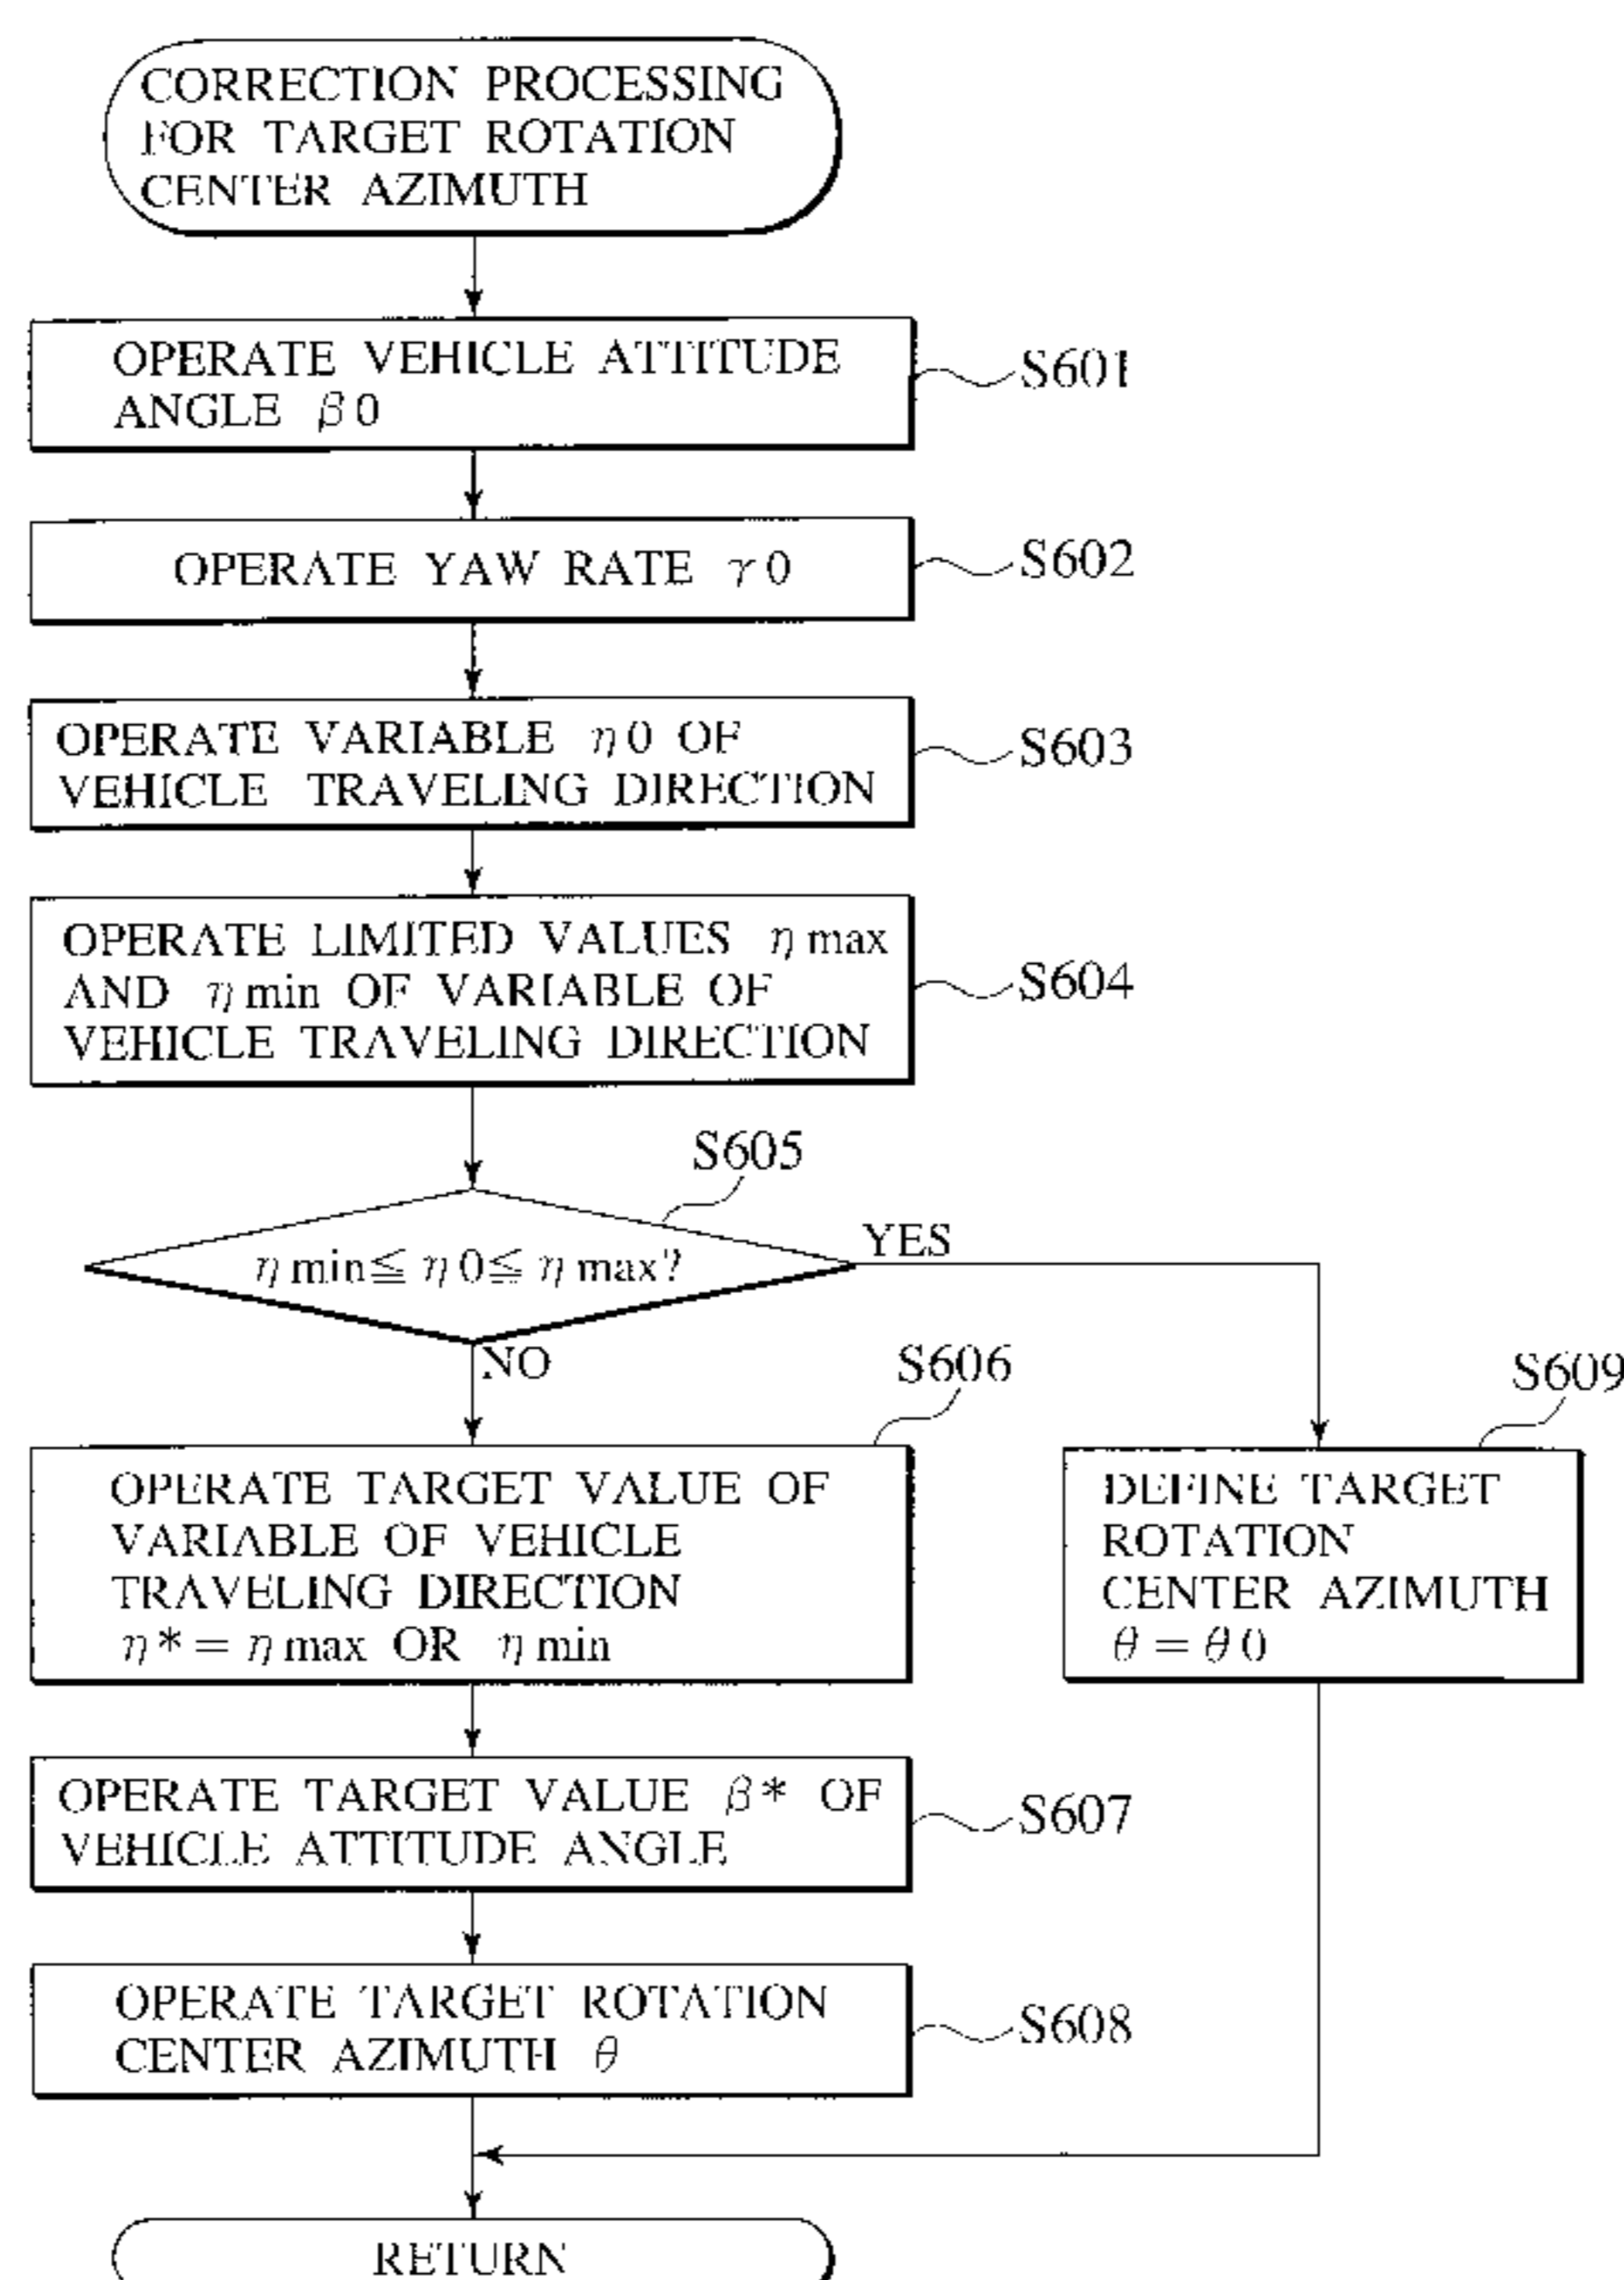 CORRECTION PROCESSING
FOR TARGET ROTATION
CENTER AZIMUTH
OPERATE VEHICLE ATTITUDE
ANGLE β0
S601
OPERATE YAW RATE γ0
S602
OPERATE VARIABLE η0 OF
VEHICLE TRAVELING DIRECTION
S603
OPERATE LIMITED VALUES ηmax
AND ηmin OF VARIABLE OF
VEHICLE TRAVELING DIRECTION
S604
S605
ηmin≦η0≦ηmax?
YES
NO
S606
OPERATE TARGET VALUE OF
VARIABLE OF VEHICLE
TRAVELING DIRECTION
η*=ηmax OR ηmin
S609
DEFINE TARGET
ROTATION
CENTER AZIMUTH
θ=θ0
OPERATE TARGET VALUE β* OF
VEHICLE ATTITUDE ANGLE
S607
OPERATE TARGET ROTATION
CENTER AZIMUTH θ
S608
RETURN